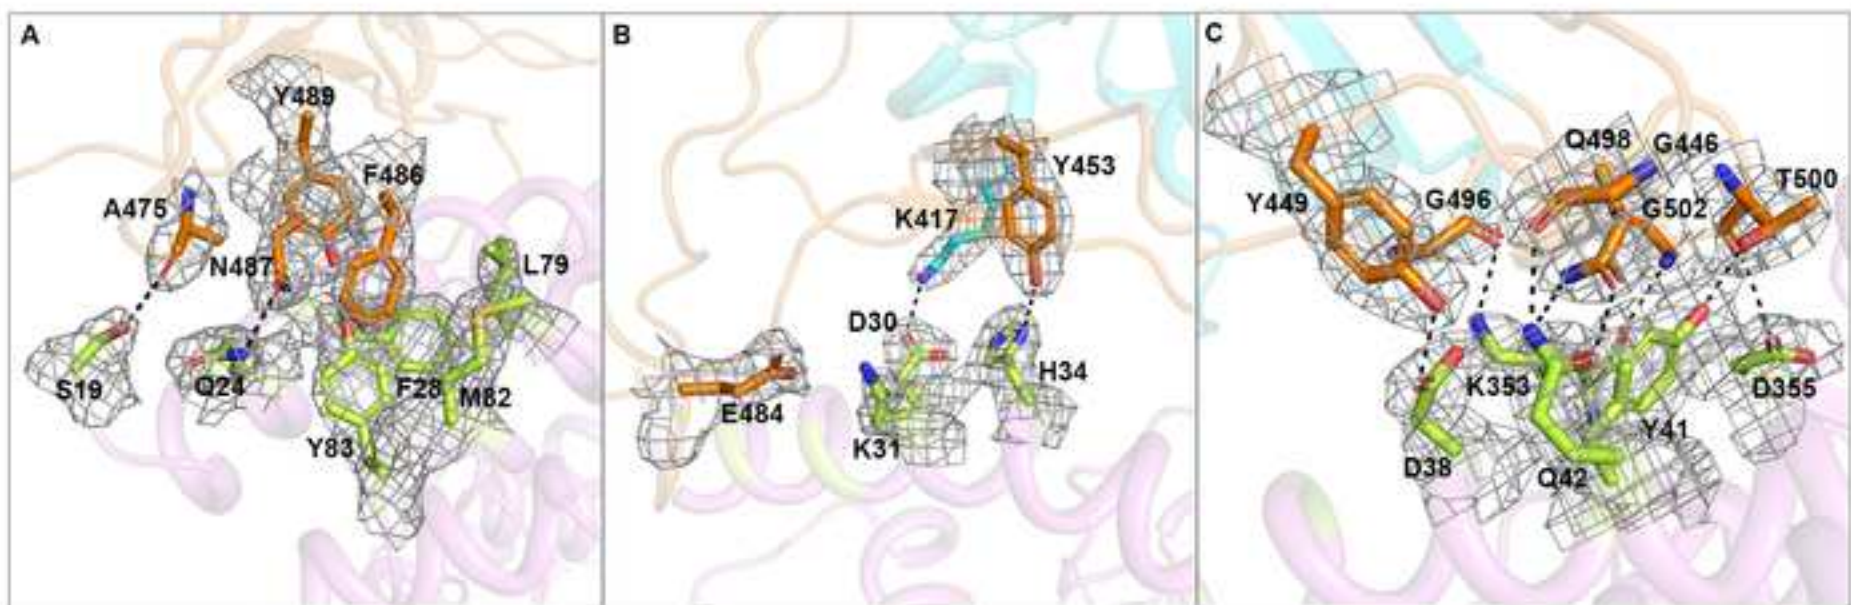 A
Y489
F486
A475
N487
L79
S19
Q24
F28
M82
Y83
B
Y453
K417
D30
H34
E484
K31
C
Q498
G446
T500
Y449
G496
G502
K353
D355
Y41
D38
Q42